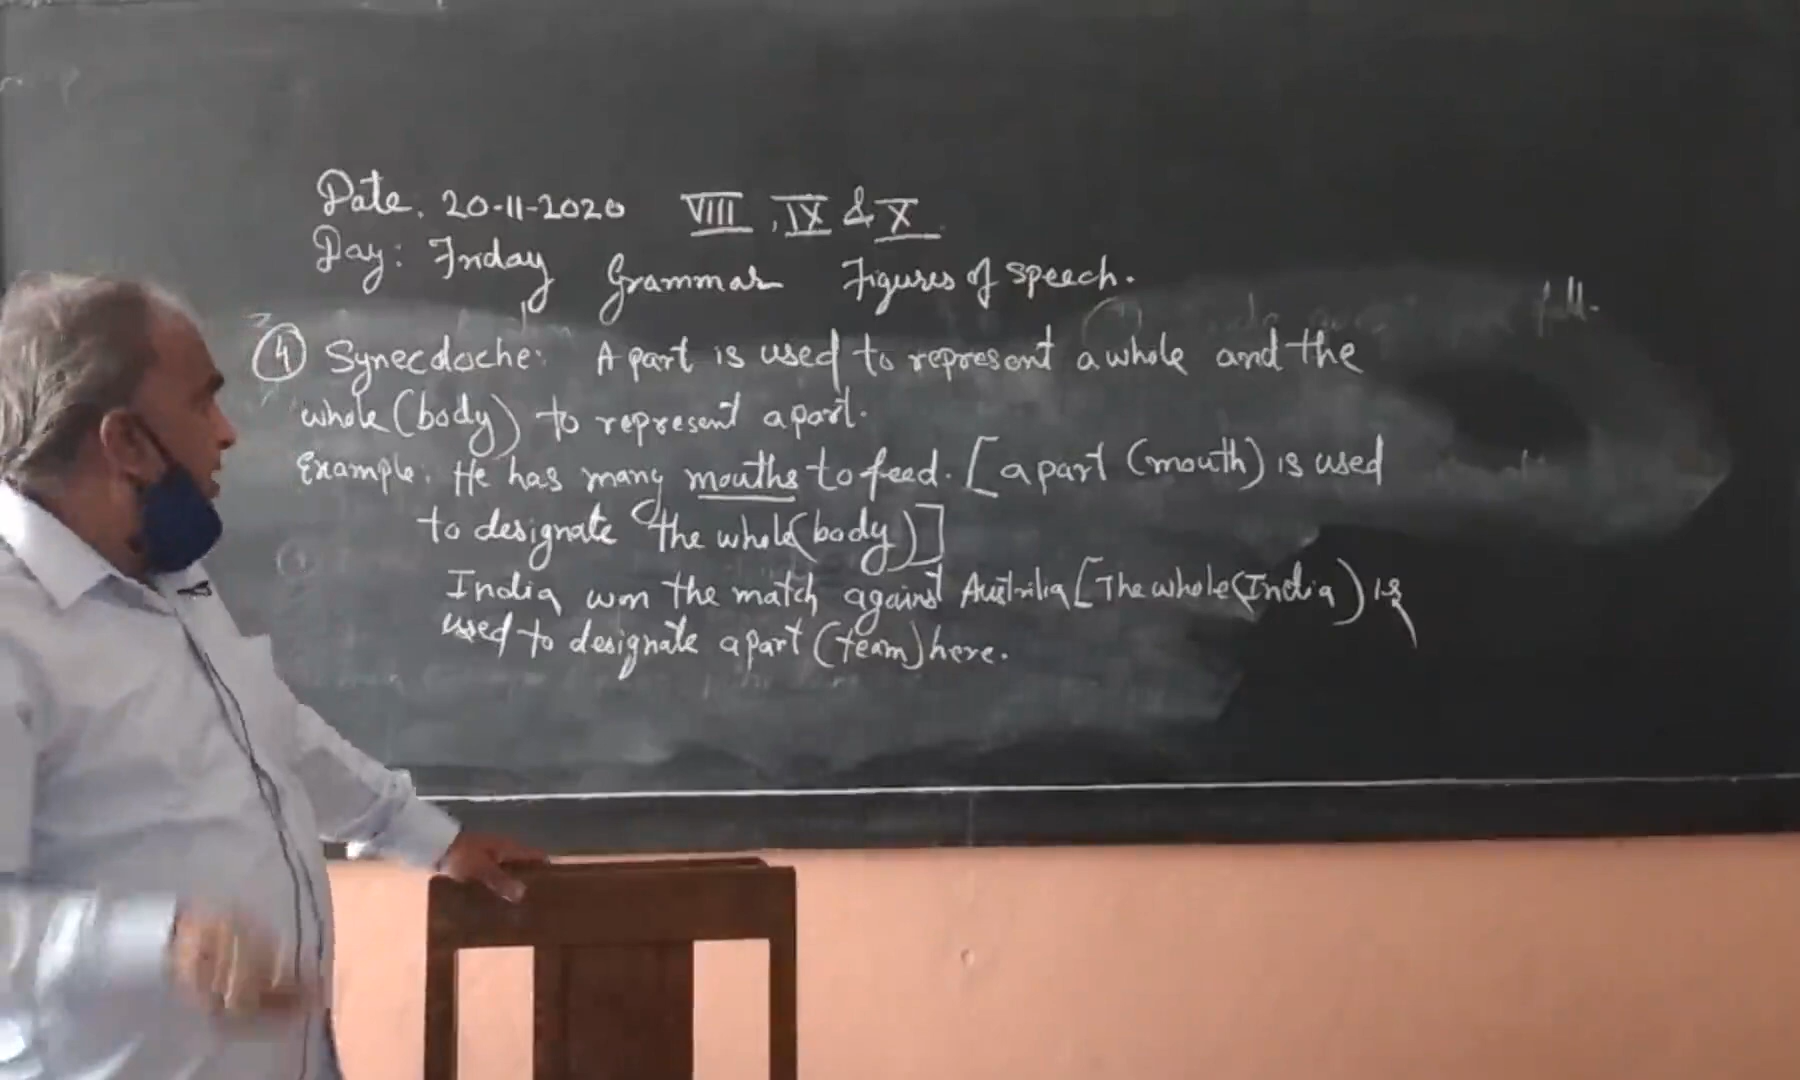 Date. 20-11-2020 VIII, IX & X
Day: Friday Grammar Figures of speech.
4 Synecdoche: A part is used to represent a whole and the
whole (body) to represent a part.
Example: He has many mouths to feed. [a part (mouth) is used
to designate the whole (body)]
India won the match against Austrilia [The whole (India) is
used to designate a part (team) here.